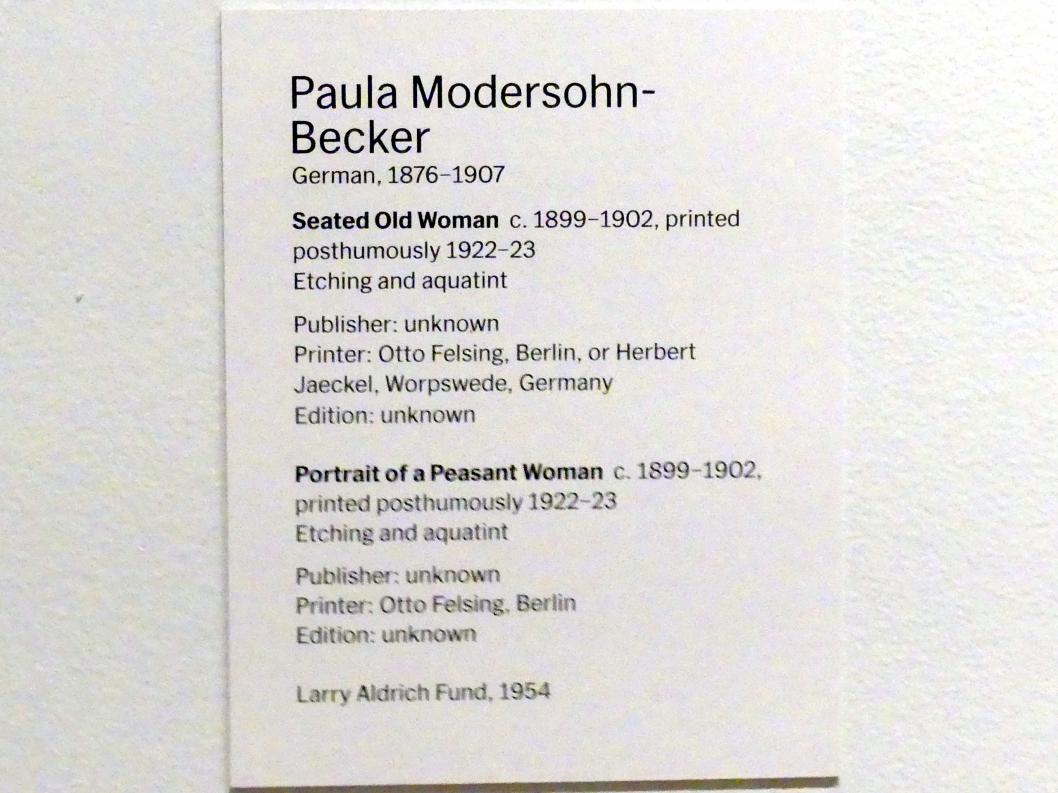 Paula Modersohn-
Becker
German, 1876–1907
Seated Old Woman c. 1899–1902, printed
posthumously 1922–23
Etching and aquatint
Publisher: unknown
Printer: Otto Felsing, Berlin, or Herbert
Jaeckel, Worpswede, Germany
Edition: unknown
Portrait of a Peasant Woman c. 1899–1902,
printed posthumously 1922–23
Etching and aquatint
Publisher: unknown
Printer: Otto Felsing, Berlin
Edition: unknown
Larry Aldrich Fund, 1954